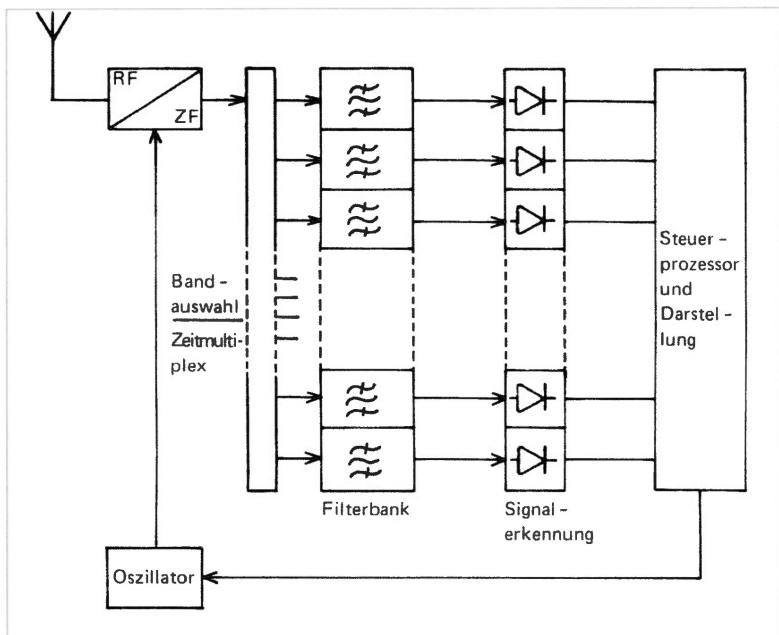 RF
ZF
Band-
auswahl
Zeitmulti-
plex
Steuer-
prozessor
und
Darstel-
lung
Filterbank
Signal-
erkennung
Oszillator